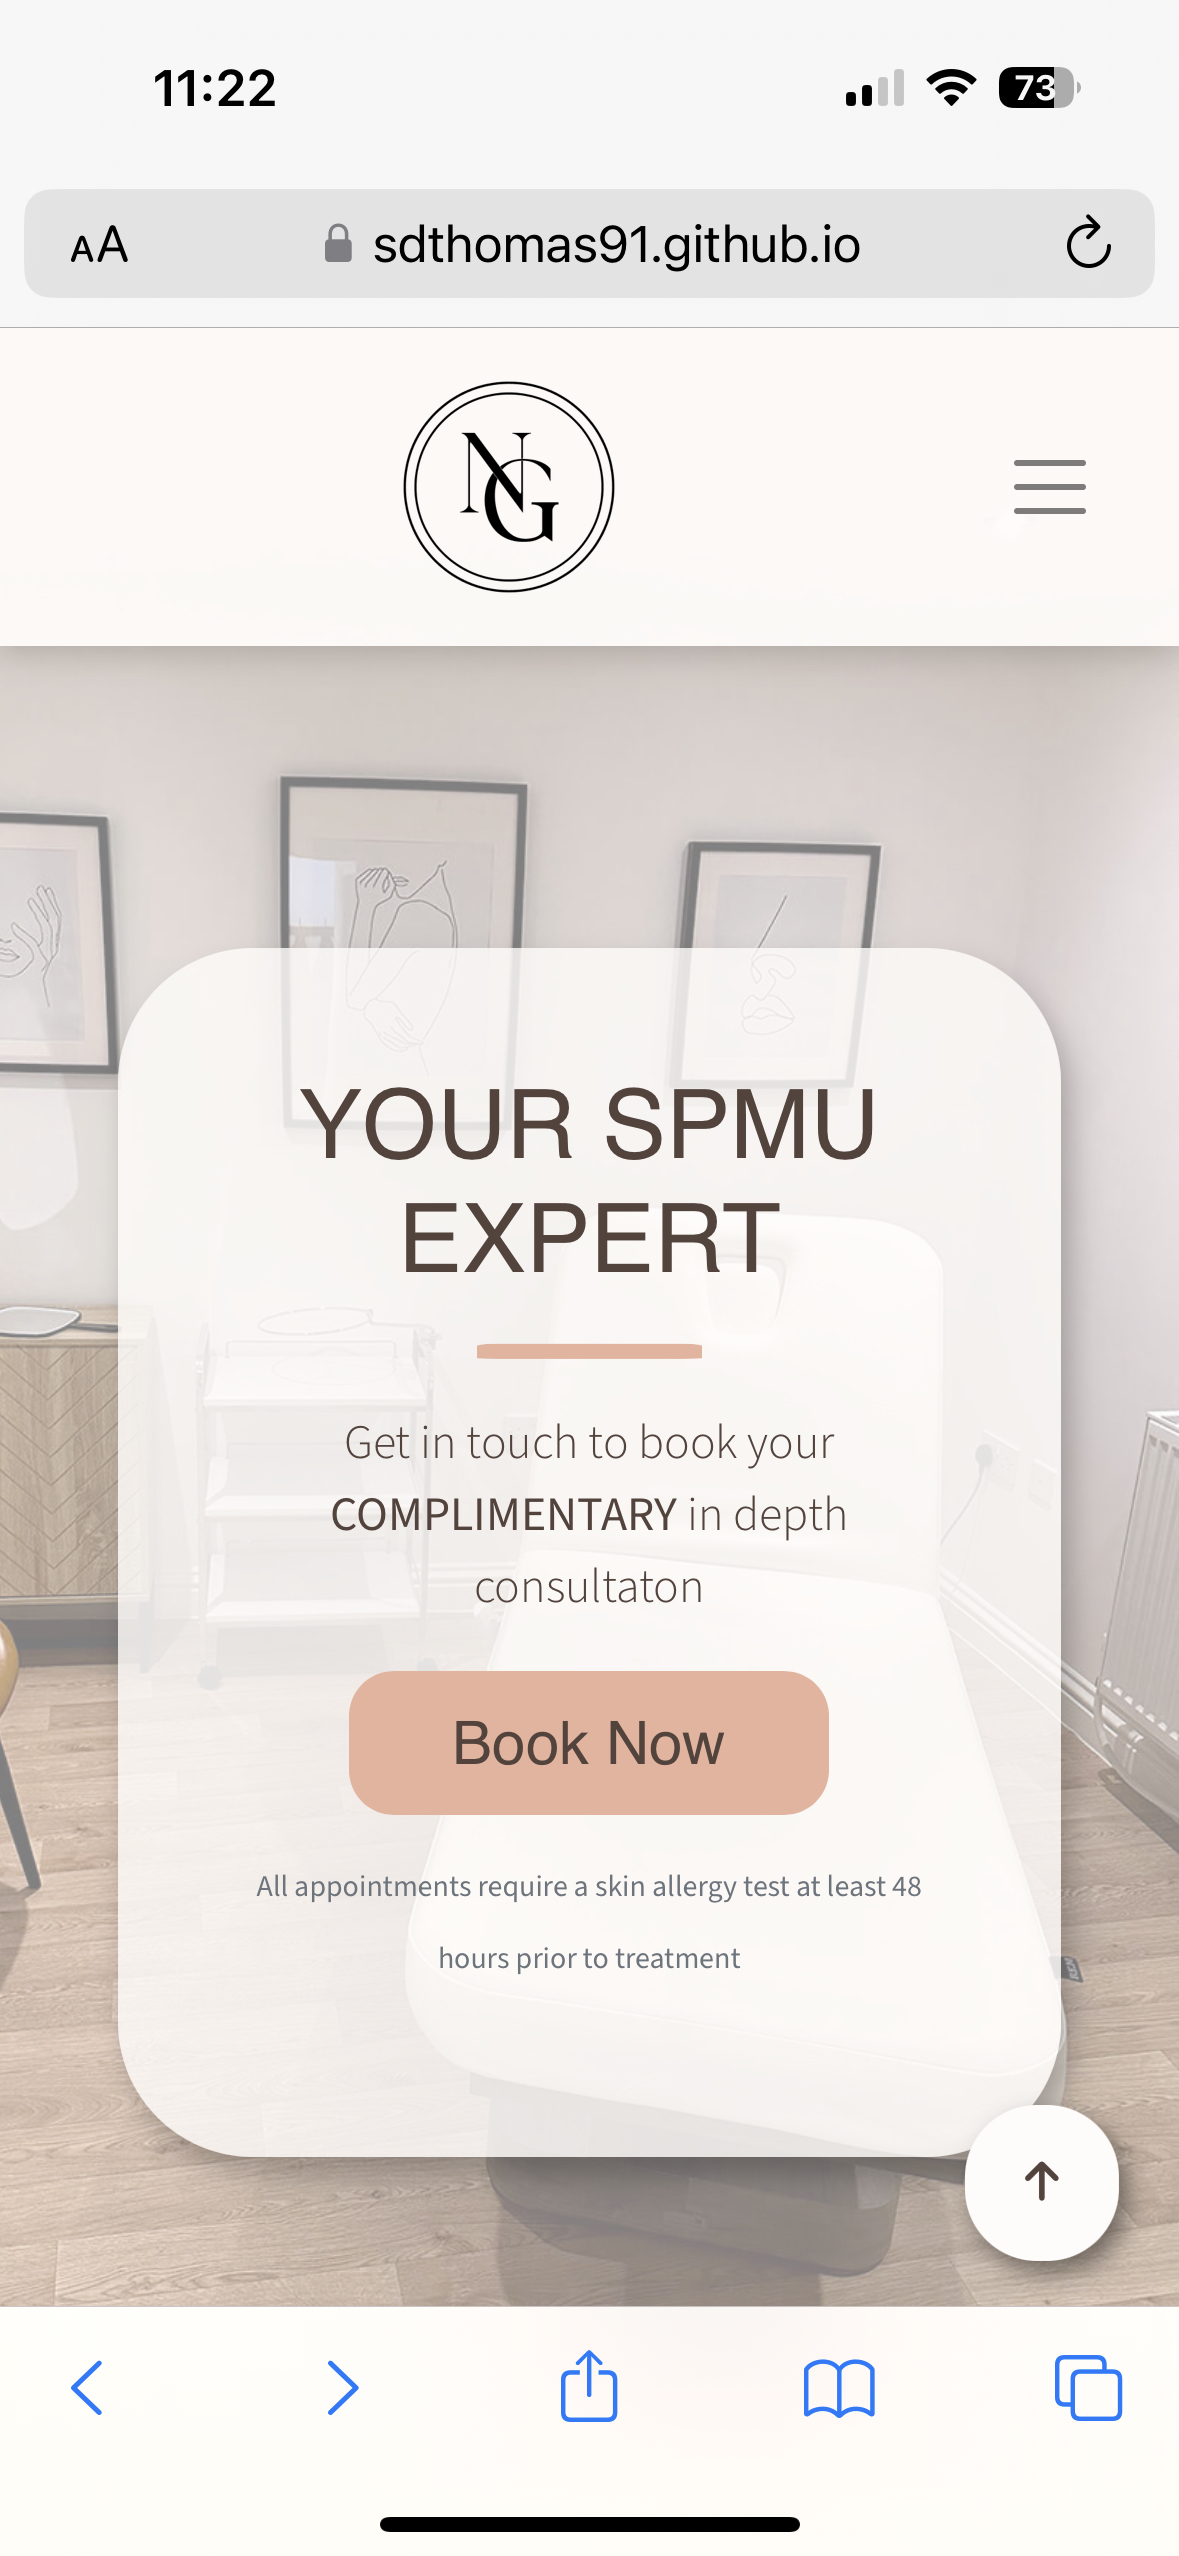 11:22
73
AA
sdthomas91.github.io
NG
YOUR SPMU
EXPERT
Get in touch to book your
COMPLIMENTARY in depth
consultaton
Book Now
All appointments require a skin allergy test at least 48
hours prior to treatment